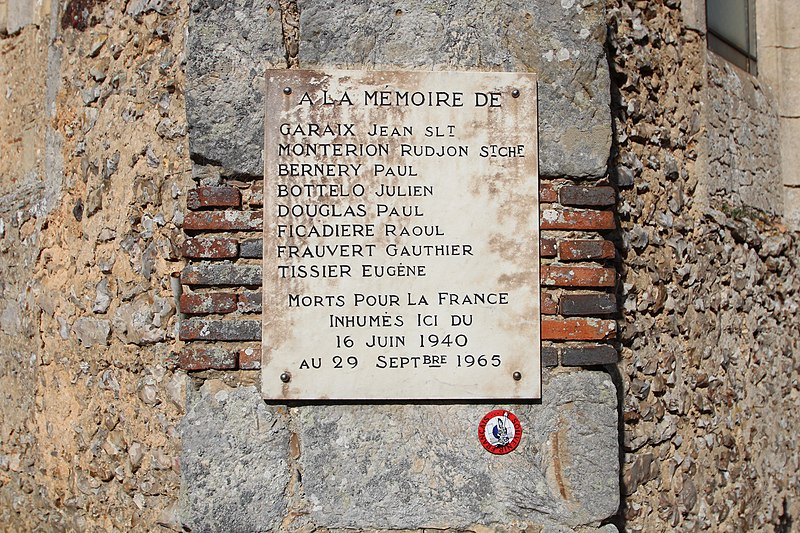 A LA MÉMOIRE DE
GARAIX JEAN SLT
MONTERION RUDJON STCHE
BERNERY PAUL
BOTTELO JULIEN
DOUGLAS PAUL
FICADIERE RAOUL
FRAUVERT GAUTHIER
TISSIER EUGÈNE
MORTS POUR LA FRANCE
INHUMÉS ICI DU
16 JUIN 1940
AU 29 SEPTBRE 1965